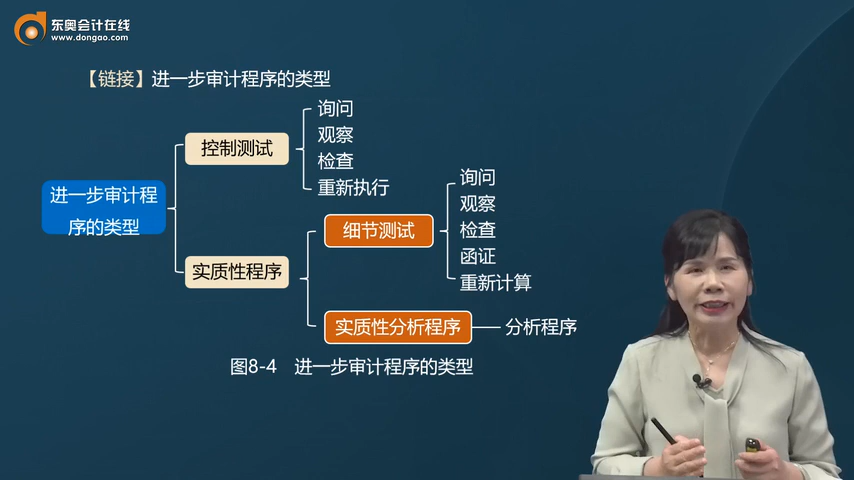 东奥会计在线
www.dongao.com
【链接】进一步审计程序的类型
进一步审计程
序的类型
控制测试
询问
观察
检查
重新执行
实质性程序
细节测试
询问
观察
检查
函证
重新计算
实质性分析程序
分析程序
图8-4 进一步审计程序的类型